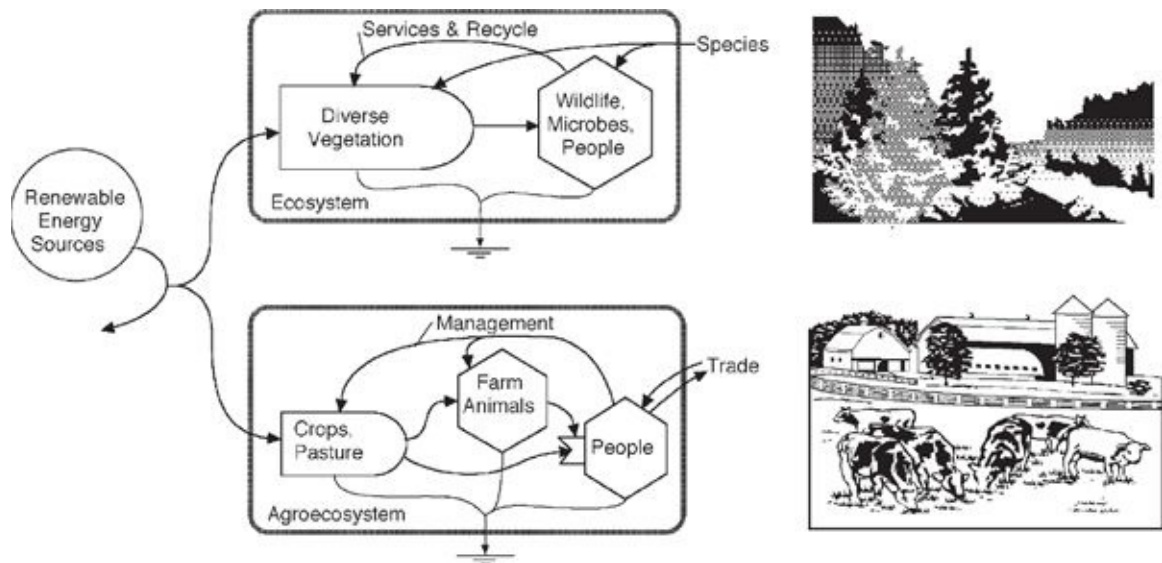 Services & Recycle
Species
Diverse
Vegetation
Wildlife,
Microbes,
People
Ecosystem
Renewable
Energy
Sources
Management
Trade
Farm
Animals
Crops,
Pasture
People
Agroecosystem